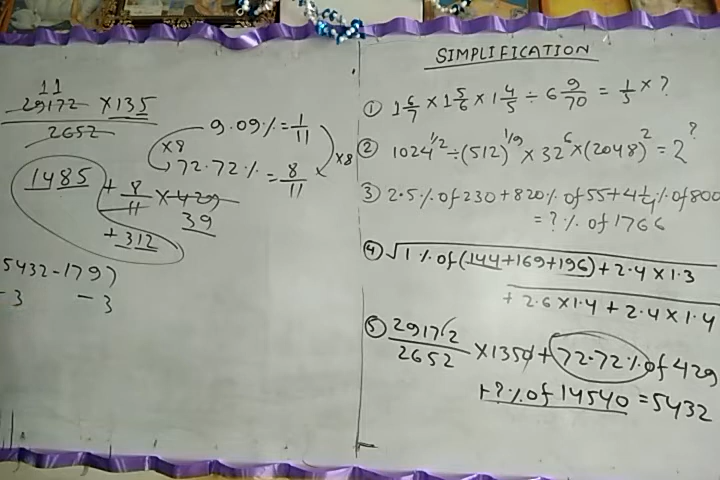 11
29172 × 135
2652
9.09% = 1/11
×8
×8
72.72% = 8/11
1485 + 8/11 × 429
39
+312
5432-1797
-3 -3
SIMPLIFICATION
① 1 6/7 × 1 5/6 × 1 4/5 ÷ 6 9/70 = 1/5 × ?
② 1024^1/2 ÷ (512)^1/9 × 32^6 × (2048)^2 = 2^?
③ 2.5% of 230 + 820% of 55 + 4 1/4% of 800
= ?% of 1766
④ √1% of (144+169+196) + 2.4 × 1.3
+ 2.6 × 1.4 + 2.4 × 1.4
⑤ 29172/2652 × 1350 + 72.72% of 429
+ ?% of 14540 = 5432